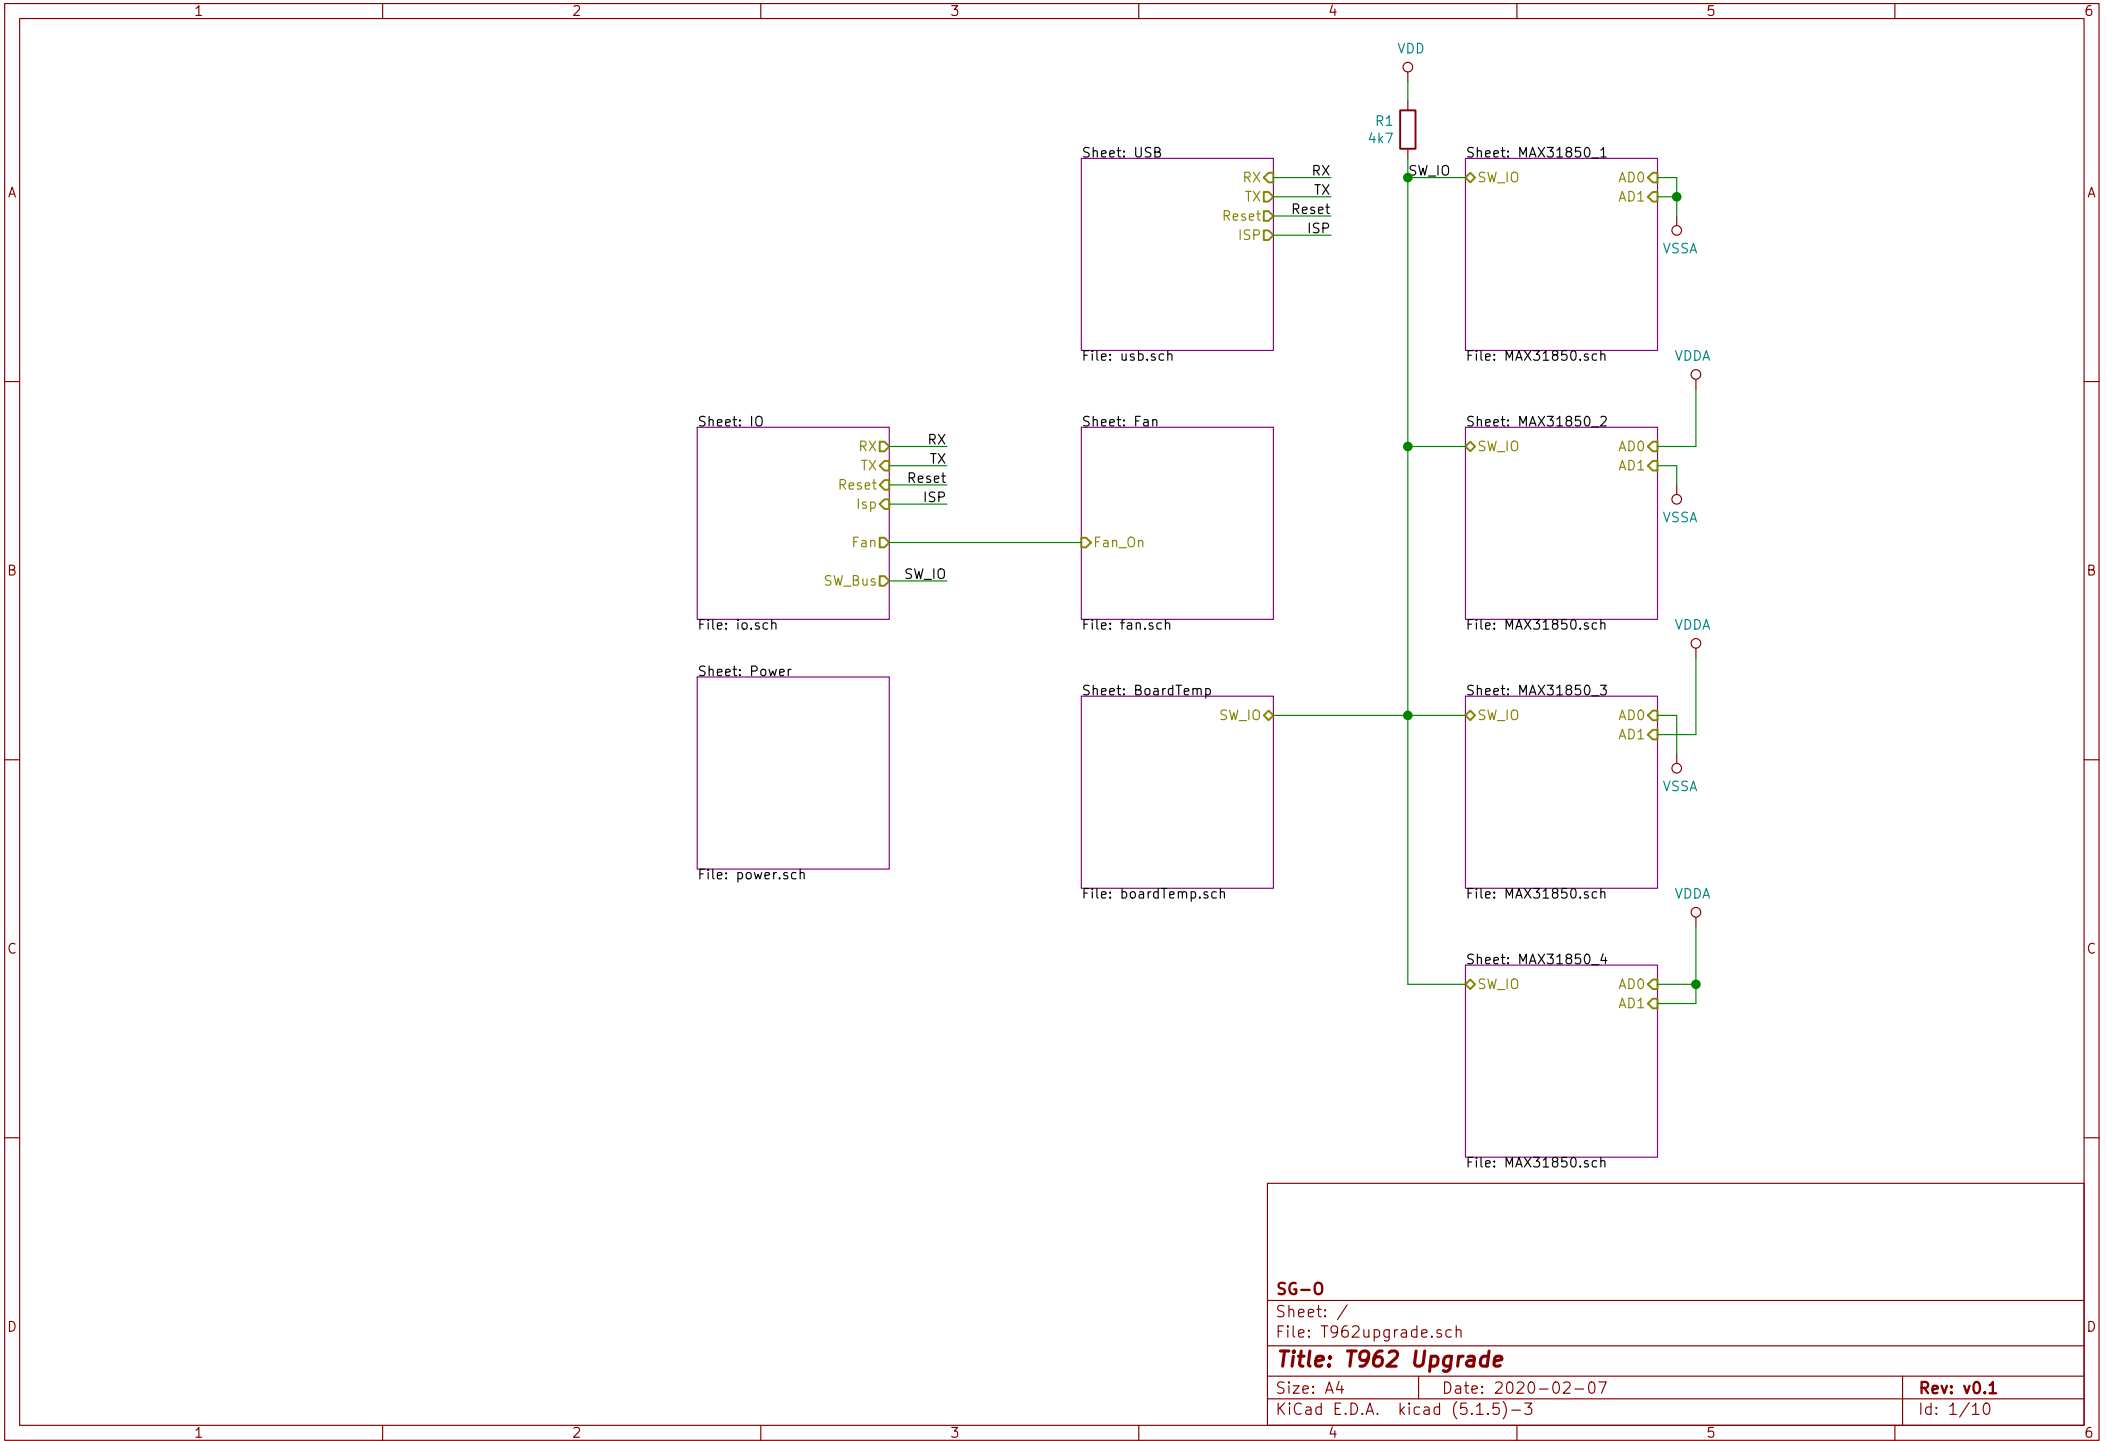 1 2 3 4 5 6
A
B
C
D
A
B
C
D
VDD
R1
4k7
Sheet: USB
RX RX
TX TX
Reset Reset
ISP ISP
File: usb.sch
Sheet: MAX31850_1
SW_IO SW_IO AD0
AD1
VSSA
File: MAX31850.sch
VDDA
Sheet: IO
RX RX
TX TX
Reset Reset
Isp ISP
Fan
SW_Bus SW_IO
File: io.sch
Sheet: Fan
Fan_On
File: fan.sch
Sheet: MAX31850_2
SW_IO AD0
AD1
VSSA
File: MAX31850.sch
VDDA
Sheet: Power
File: power.sch
Sheet: BoardTemp
SW_IO
File: boardTemp.sch
Sheet: MAX31850_3
SW_IO AD0
AD1
VSSA
File: MAX31850.sch
VDDA
Sheet: MAX31850_4
SW_IO AD0
AD1
File: MAX31850.sch
SG-O
Sheet: /
File: T962upgrade.sch
Title: T962 Upgrade
Size: A4 Date: 2020-02-07 Rev: v0.1
KiCad E.D.A. kicad (5.1.5)-3 Id: 1/10
1 2 3 4 5 6